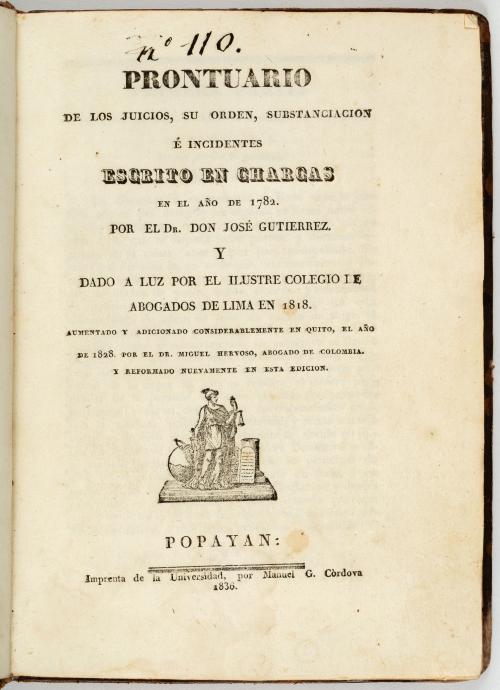 nº 110.
PRONTUARIO
DE LOS JUICIOS, SU ORDEN, SUBSTANCIACION
É INCIDENTES
ESCRITO EN CHARCAS
EN EL AÑO DE 1782.
POR EL DR. DON JOSÉ GUTIERREZ.
Y
DADO A LUZ POR EL ILUSTRE COLEGIO DE
ABOGADOS DE LIMA EN 1818.
AUMENTADO Y ADICIONADO CONSIDERABLEMENTE EN QUITO, EL AÑO
DE 1828. POR EL DR. MIGUEL HERVOSO, ABOGADO DE COLOMBIA.
Y REFORMADO NUEVAMENTE EN ESTA EDICION.
POPAYAN:
Imprenta de la Universidad, por Manuel G. Còrdova
1836.